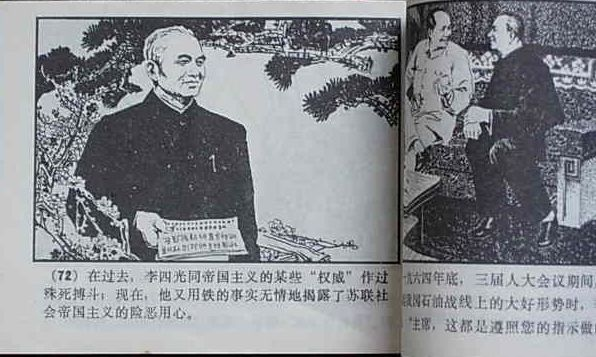 (72) 在过去,李四光同帝国主义的某些“权威”作过
殊死搏斗;现在,他又用铁的事实无情地揭露了苏联社
会帝国主义的险恶用心。
九六四年底,三届人大会议期间
国石油战线上的大好形势时,
“主席,这都是遵照您的指示做